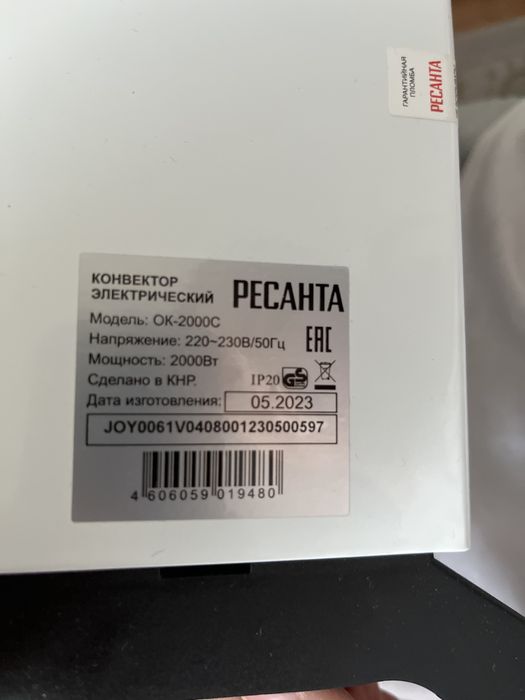 ГАРАНТИЙНАЯ
ПЛОМБА
РЕСАНТА
КОНВЕКТОР
ЭЛЕКТРИЧЕСКИЙ
РЕСАНТА
Модель: ОК-2000С
Напряжение: 220~230В/50Гц
EAC
Мощность: 2000Вт
Сделано в КНР.
IP20
GS
Дата изготовления:
05.2023
JOY0061V0408001230500597
4 606059 019480